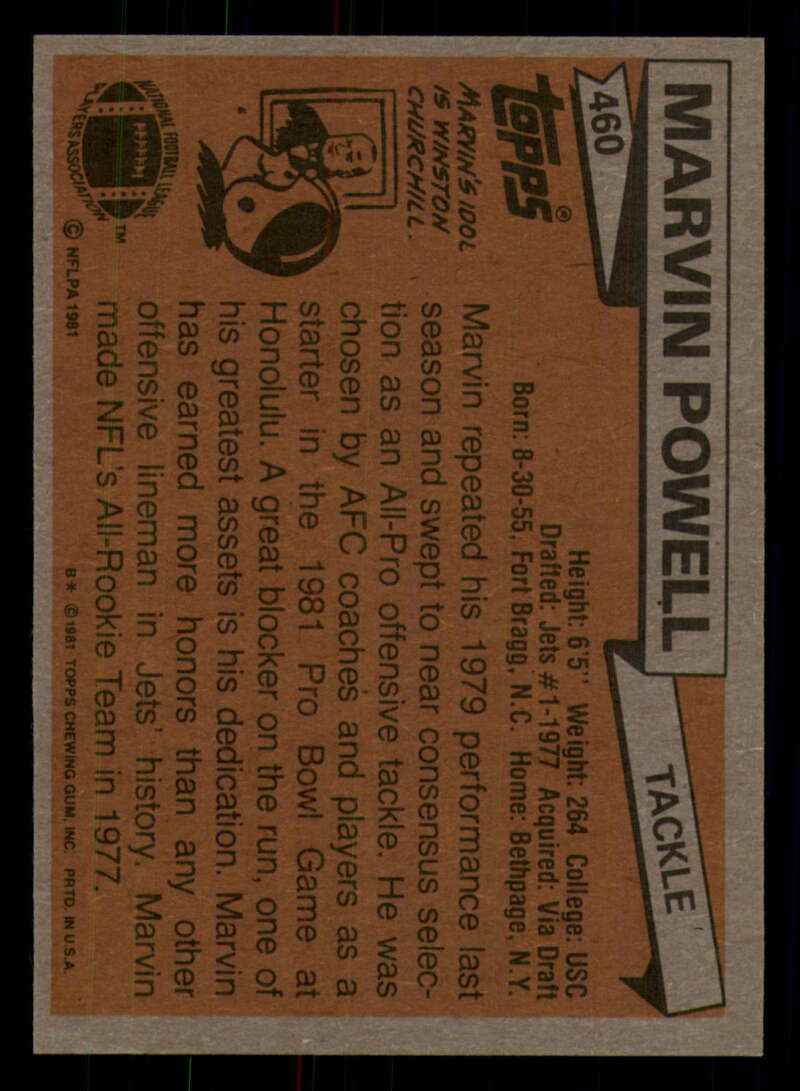 MARVIN POWELL
TACKLE
460
TOPPS®
Height: 6'5" Weight: 264 College: USC
Drafted: Jets #1-1977 Acquired: Via Draft
Born: 8-30-55, Fort Bragg, N.C. Home: Bethpage, N.Y.
MARVIN'S IDOL
IS WINSTON
CHURCHILL.
Marvin repeated his 1979 performance last
season and swept to near consensus selec-
tion as an All-Pro offensive tackle. He was
chosen by AFC coaches and players as a
starter in the 1981 Pro Bowl Game at
Honolulu. A great blocker on the run, one of
his greatest assets is his dedication. Marvin
has earned more honors than any other
offensive lineman in Jets' history. Marvin
made NFL's All-Rookie Team in 1977.
NATIONAL FOOTBALL LEAGUE
PLAYERS ASSOCIATION
™
© NFLPA 1981
B* © 1981 TOPPS CHEWING GUM, INC. PRTD. IN U.S.A.